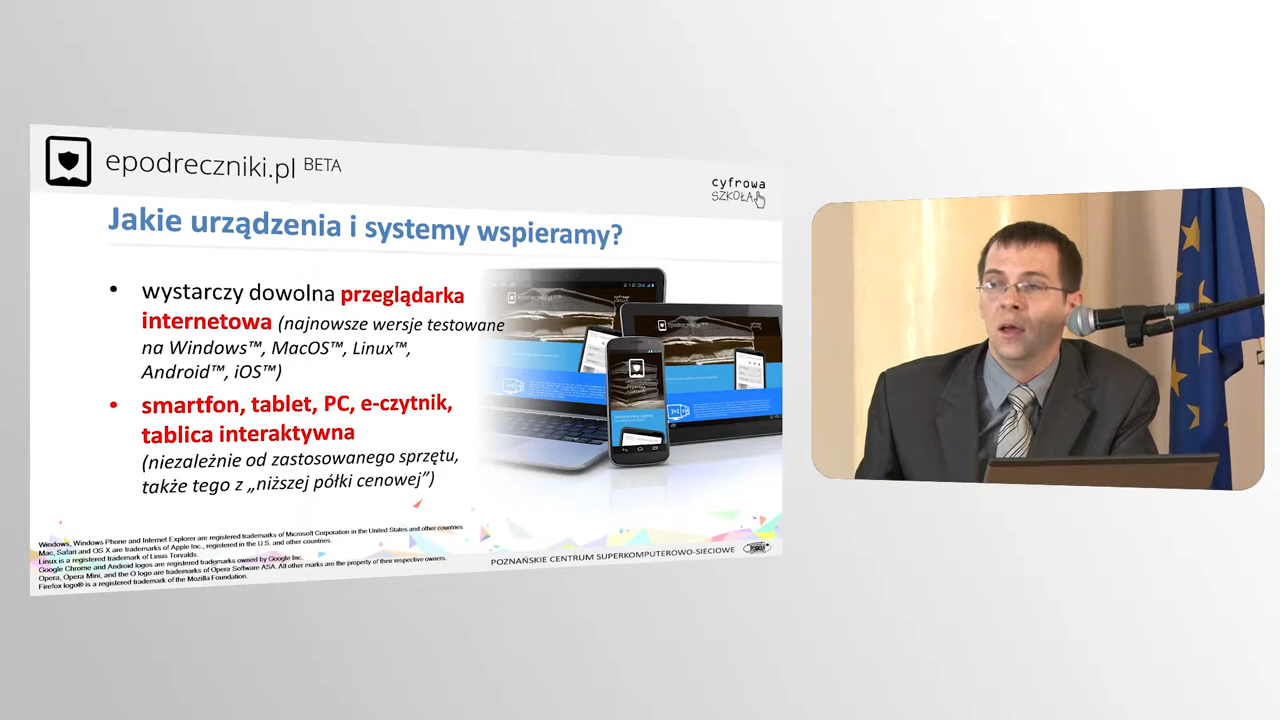 epodreczniki.pl BETA
cyfrowa
SZKOŁA
Jakie urządzenia i systemy wspieramy?
• wystarczy dowolna przeglądarka
internetowa (najnowsze wersje testowane
na Windows™, MacOS™, Linux™,
Android™, iOS™)
• smartfon, tablet, PC, e-czytnik,
tablica interaktywna
(niezależnie od zastosowanego sprzętu,
także tego z „niższej półki cenowej”)
Windows, Windows Phone and Internet Explorer are registered trademarks of Microsoft Corporation in the United States and other countries
Mac, Safari and OS X are trademarks of Apple Inc., registered in the U.S. and other countries.
Linux is a registered trademark of Linus Torvalds.
Google Chrome and Android logos are registered trademarks owned by Google Inc.
Opera, Opera Mini, and the O logo are trademarks of Opera Software ASA. All other marks are the property of their respective owners.
Firefox logo® is a registered trademark of the Mozilla Foundation.
POZNAŃSKIE CENTRUM SUPERKOMPUTEROWO-SIECIOWE